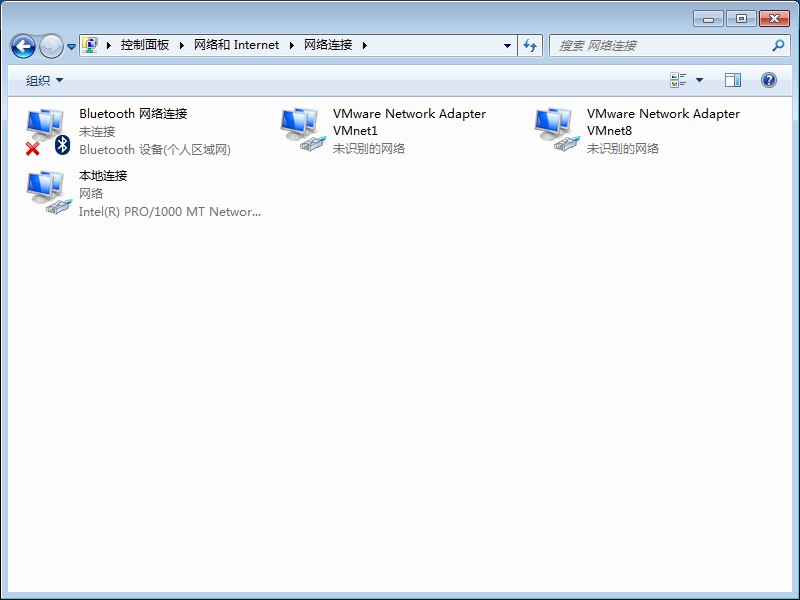 控制面板 网络和 Internet 网络连接
搜索 网络连接
组织
Bluetooth 网络连接
未连接
Bluetooth 设备(个人区域网)
VMware Network Adapter
VMnet1
未识别的网络
VMware Network Adapter
VMnet8
未识别的网络
本地连接
网络
Intel(R) PRO/1000 MT Networ...